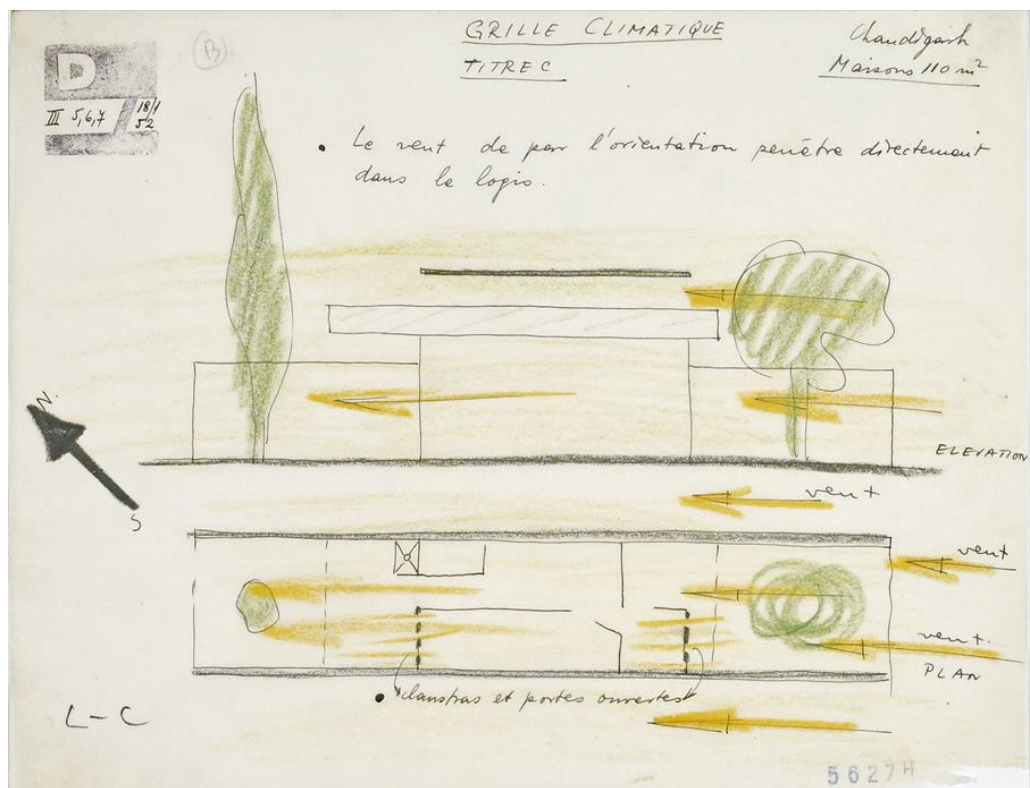 GRILLE CLIMATIQUE
TITRE C
Chandigarh
Maisons 110 m²
B
D
III 5,6,7 18/1 52
• Le vent de par l'orientation penètre directement
dans le logis.
N.
S
ELEVATION
vent
vent
vent.
PLAN
• claustras et portes ouvertes
L-C
5627H